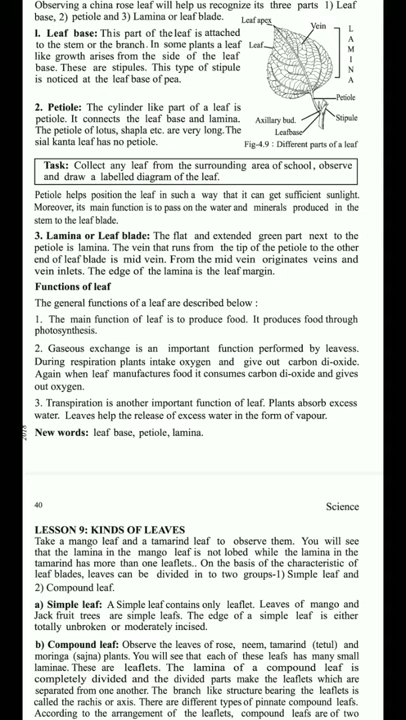 Observing a china rose leaf will help us recognize its three parts 1) Leaf
base, 2) petiole and 3) Lamina or leaf blade.
Leaf apex
Vein
L
A
M
I
N
A
Leaf
Petiole
Axillary bud.
Stipule
Leafbase
Fig-4.9 : Different parts of a leaf
l. Leaf base: This part of the leaf is attached
to the stem or the branch. In some plants a leaf
like growth arises from the side of the leaf
base. These are stipules. This type of stipule
is noticed at the leaf base of pea.
2. Petiole: The cylinder like part of a leaf is
petiole. It connects the leaf base and lamina.
The petiole of lotus, shapla etc. are very long. The
sial kanta leaf has no petiole.
Task: Collect any leaf from the surrounding area of school, observe
and draw a labelled diagram of the leaf.
Petiole helps position the leaf in such a way that it can get sufficient sunlight.
Moreover, its main function is to pass on the water and minerals produced in the
stem to the leaf blade.
3. Lamina or Leaf blade: The flat and extended green part next to the
petiole is lamina. The vein that runs from the tip of the petiole to the other
end of leaf blade is mid vein. From the mid vein originates veins and
vein inlets. The edge of the lamina is the leaf margin.
Functions of leaf
The general functions of a leaf are described below :
1. The main function of leaf is to produce food. It produces food through
photosynthesis.
2. Gaseous exchange is an important function performed by leavess.
During respiration plants intake oxygen and give out carbon di-oxide.
Again when leaf manufactures food it consumes carbon di-oxide and gives
out oxygen.
3. Transpiration is another important function of leaf. Plants absorb excess
water. Leaves help the release of excess water in the form of vapour.
2018
New words: leaf base, petiole, lamina.
40
Science
LESSON 9: KINDS OF LEAVES
Take a mango leaf and a tamarind leaf to observe them. You will see
that the lamina in the mango leaf is not lobed while the lamina in the
tamarind has more than one leaflets.. On the basis of the characteristic of
leaf blades, leaves can be divided in to two groups-1) Simple leaf and
2) Compound leaf.
a) Simple leaf: A Simple leaf contains only leaflet. Leaves of mango and
Jack fruit trees are simple leafs. The edge of a simple leaf is either
totally unbroken or moderately incised.
b) Compound leaf: Observe the leaves of rose, neem, tamarind (tetul) and
moringa (sajna) plants. You will see that each of these leafs has many small
laminae. These are leaflets. The lamina of a compound leaf is
completely divided and the divided parts make the leaflets which are
separated from one another. The branch like structure bearing the leaflets is
called the rachis or axis. There are different types of pinnate compound leafs.
According to the arrangement of the leaflets, compound leafs are of two